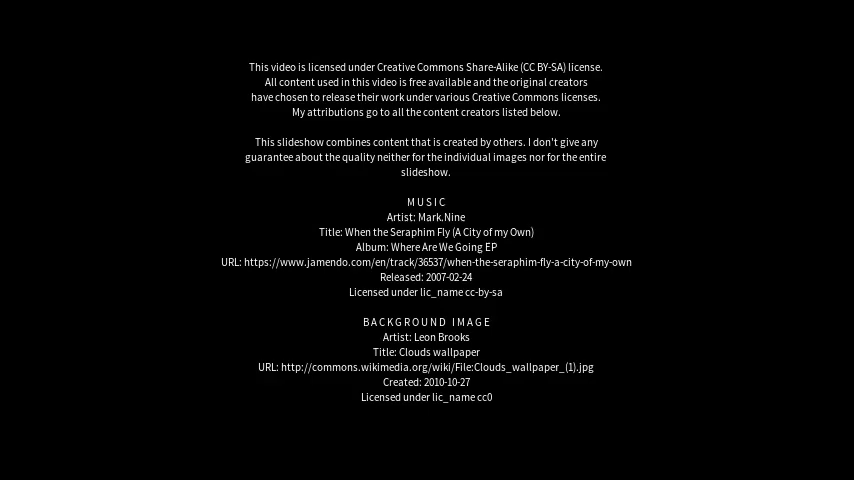 This video is licensed under Creative Commons Share-Alike (CC BY-SA) license.
All content used in this video is free available and the original creators
have chosen to release their work under various Creative Commons licenses.
My attributions go to all the content creators listed below.
This slideshow combines content that is created by others. I don't give any
guarantee about the quality neither for the individual images nor for the entire
slideshow.
MUSIC
Artist: Mark.Nine
Title: When the Seraphim Fly (A City of my Own)
Album: Where Are We Going EP
URL: https://www.jamendo.com/en/track/36537/when-the-seraphim-fly-a-city-of-my-own
Released: 2007-02-24
Licensed under lic_name cc-by-sa
BACKGROUND IMAGE
Artist: Leon Brooks
Title: Clouds wallpaper
URL: http://commons.wikimedia.org/wiki/File:Clouds_wallpaper_(1).jpg
Created: 2010-10-27
Licensed under lic_name cc0